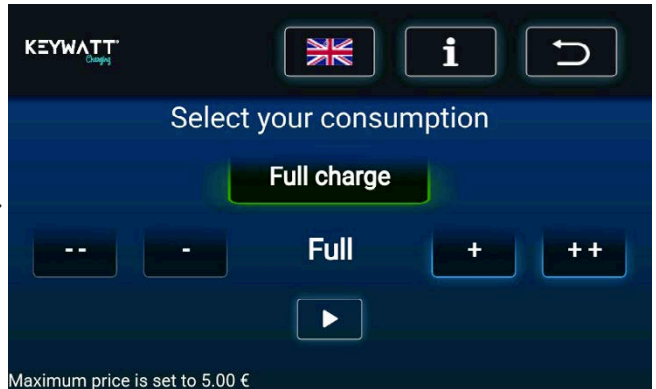 KEYWATT
Charging
i
Select your consumption
Full charge
-- - Full + ++
Maximum price is set to 5.00 €